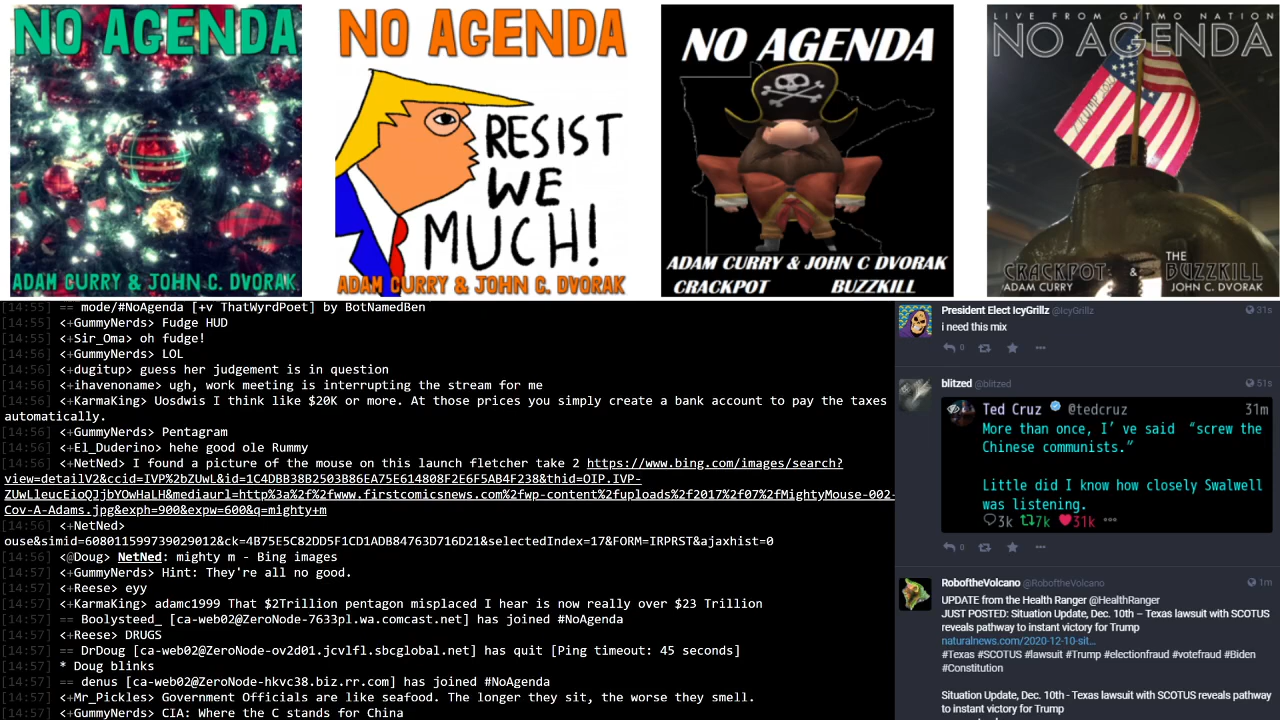 NO AGENDA
ADAM CURRY & JOHN C. DVORAK
NO AGENDA
RESIST
WE
MUCH!
ADAM CURRY & JOHN C. DVORAK
NO AGENDA
ADAM CURRY & JOHN C DVORAK
CRACKPOT BUZZKILL
LIVE FROM GITMO NATION
NO AGENDA
TRUMP
CRACKPOT & THE BUZZKILL
ADAM CURRY JOHN C. DVORAK
[14:55] == mode/#NoAgenda [+v ThatWyrdPoet] by BotNamedBen
[14:55] <+GummyNerds> Fudge HUD
[14:55] <+Sir_Oma> oh fudge!
[14:56] <+GummyNerds> LOL
[14:56] <+dugitup> guess her judgement is in question
[14:56] <+ihavenoname> ugh, work meeting is interrupting the stream for me
[14:56] <+KarmaKing> Uosdwis I think like $20K or more. At those prices you simply create a bank account to pay the taxes
automatically.
[14:56] <+GummyNerds> Pentagram
[14:56] <+El_Duderino> hehe good ole Rummy
[14:56] <+NetNed> I found a picture of the mouse on this launch fletcher take 2 https://www.bing.com/images/search?
view=detailV2&ccid=IVP%2bZUwL&id=1C4DBB38B2503B86EA75E614808F2E6F5AB4F238&thid=OIP.IVP-
ZUWLleucEioQJjbYOwHaLH&mediaurl=http%3a%2f%2fwww.firstcomicsnews.com%2fwp-content%2fuploads%2f2017%2f07%2fMightyMouse-002-
Cov-A-Adams.jpg&exph=900&expw=600&q=mighty+m
[14:56] <+NetNed>
ouse&simid=608011599739029012&ck=4B75E5C82DD5F1CD1ADB84763D716D21&selectedIndex=17&FORM=IRPRST&ajaxhist=0
[14:56] <@Doug> NetNed: mighty m - Bing images
[14:57] <+GummyNerds> Hint: They're all no good.
[14:57] <+Reese> eyy
[14:57] <+KarmaKing> adamc1999 That $2Trillion pentagon misplaced I hear is now really over $23 Trillion
[14:57] == Boolysteed_ [ca-web02@ZeroNode-7633pl.wa.comcast.net] has joined #NoAgenda
[14:57] <+Reese> DRUGS
[14:57] == DrDoug [ca-web02@ZeroNode-ov2d01.jcvlfl.sbcglobal.net] has quit [Ping timeout: 45 seconds]
[14:57] * Doug blinks
[14:57] == denus [ca-web02@ZeroNode-hkvc38.biz.rr.com] has joined #NoAgenda
[14:57] <+Mr_Pickles> Government Officials are like seafood. The longer they sit, the worse they smell.
[14:57] <+GummyNerds> CIA: Where the C stands for China
President Elect IcyGrillz @IcyGrillz 31s
i need this mix
0
blitzed @blitzed 51s
Ted Cruz @tedcruz 31m
More than once, I've said "screw the
Chinese communists."
Little did I know how closely Swalwell
was listening.
3k 7k 31k
0
RoboftheVolcano @RoboftheVolcano 1m
UPDATE from the Health Ranger @HealthRanger
JUST POSTED: Situation Update, Dec. 10th – Texas lawsuit with SCOTUS
reveals pathway to instant victory for Trump
naturalnews.com/2020-12-10-sit...
#Texas #SCOTUS #lawsuit #Trump #electionfraud #votefraud #Biden
#Constitution
Situation Update, Dec. 10th - Texas lawsuit with SCOTUS reveals pathway
to instant victory for Trump